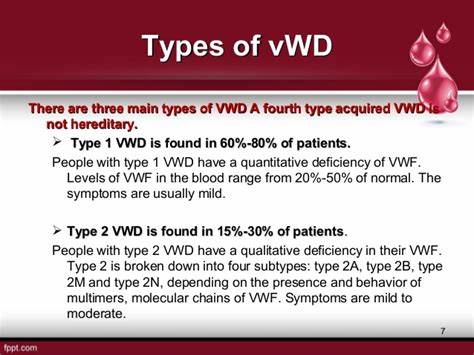 Types of vWD
There are three main types of VWD A fourth type acquired VWD is
not hereditary.
➢ Type 1 VWD is found in 60%-80% of patients.
People with type 1 VWD have a quantitative deficiency of VWF.
Levels of VWF in the blood range from 20%-50% of normal. The
symptoms are usually mild.
➢ Type 2 VWD is found in 15%-30% of patients.
People with type 2 VWD have a qualitative deficiency in their VWF.
Type 2 is broken down into four subtypes: type 2A, type 2B, type
2M and type 2N, depending on the presence and behavior of
multimers, molecular chains of VWF. Symptoms are mild to
moderate.
7
fppt.com